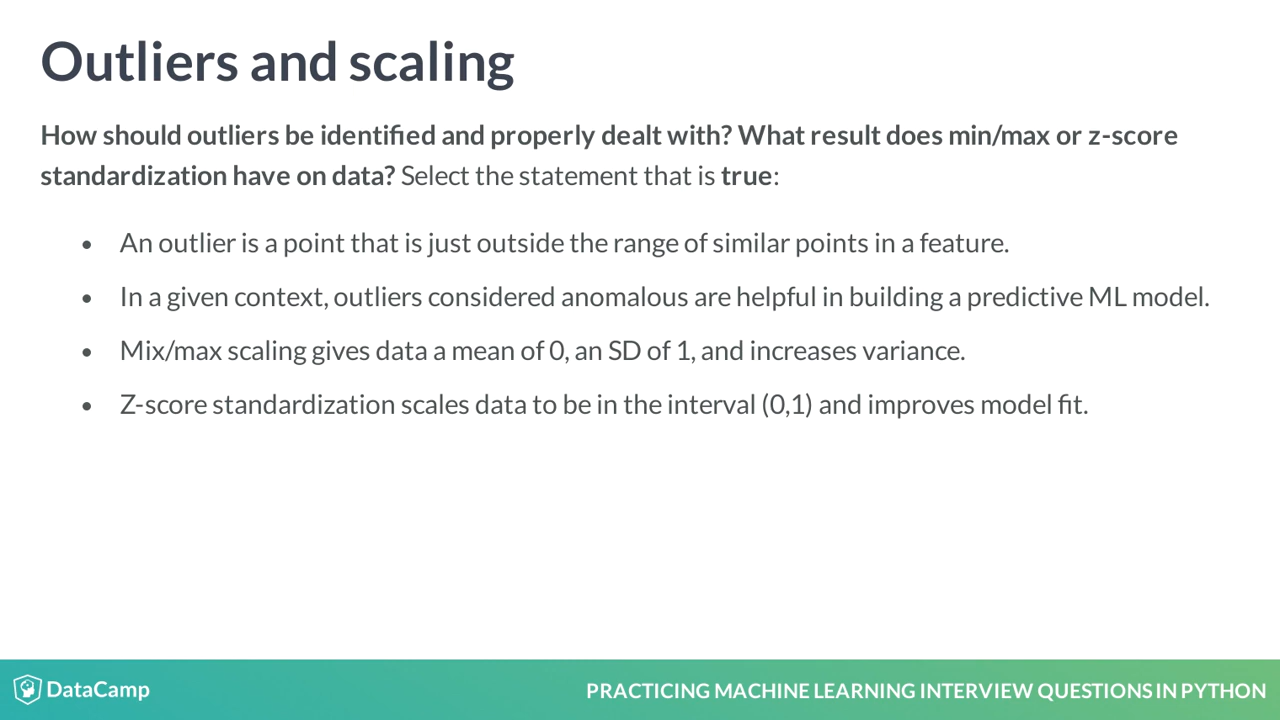 Outliers and scaling
How should outliers be identified and properly dealt with? What result does min/max or z-score
standardization have on data? Select the statement that is true:
• An outlier is a point that is just outside the range of similar points in a feature.
• In a given context, outliers considered anomalous are helpful in building a predictive ML model.
• Mix/max scaling gives data a mean of 0, an SD of 1, and increases variance.
• Z-score standardization scales data to be in the interval (0,1) and improves model fit.
DataCamp
PRACTICING MACHINE LEARNING INTERVIEW QUESTIONS IN PYTHON